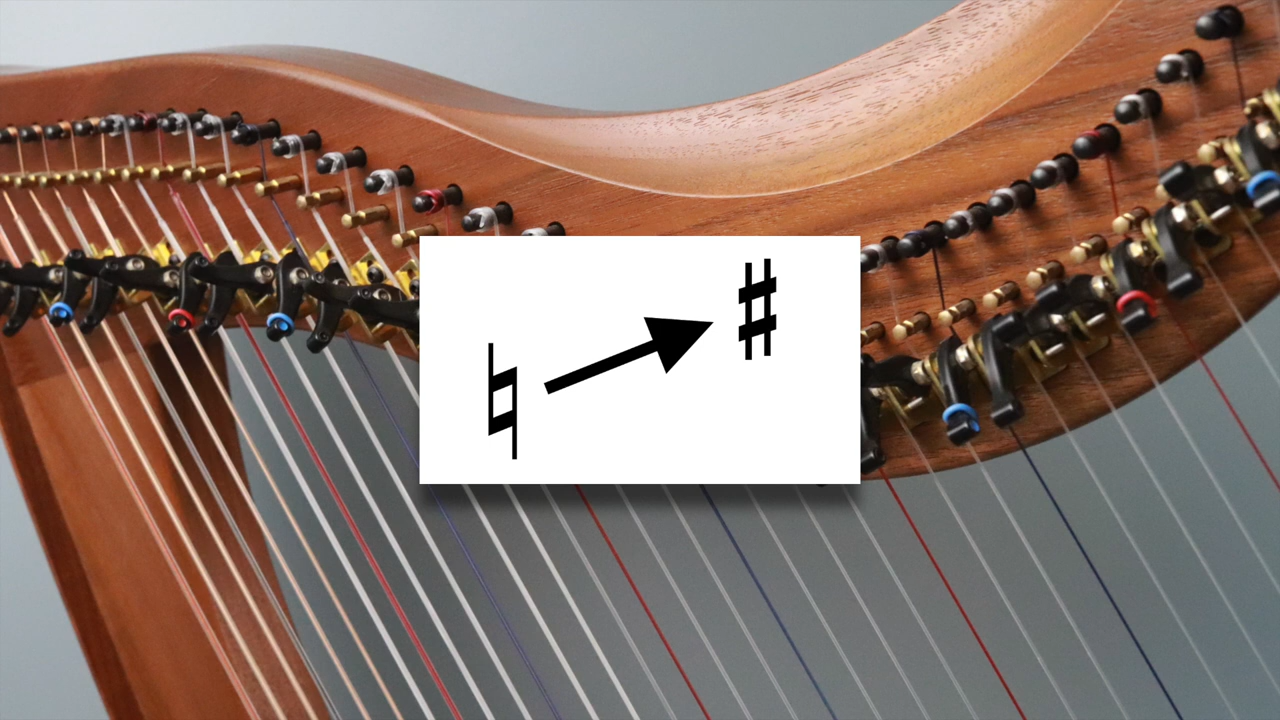 ♮ → ♯